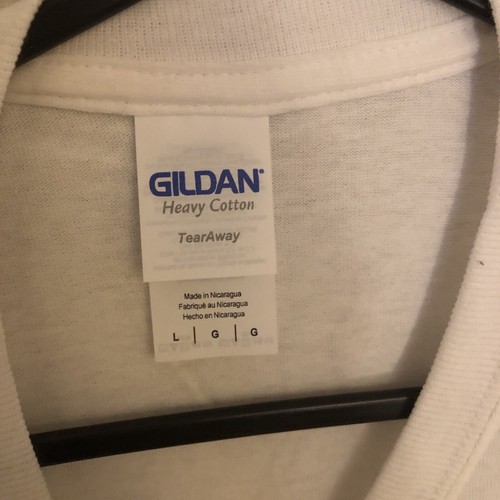 GILDAN®
Heavy Cotton
TearAway
Made in Nicaragua
Fabriqué au Nicaragua
Hecho en Nicaragua
L | G | G